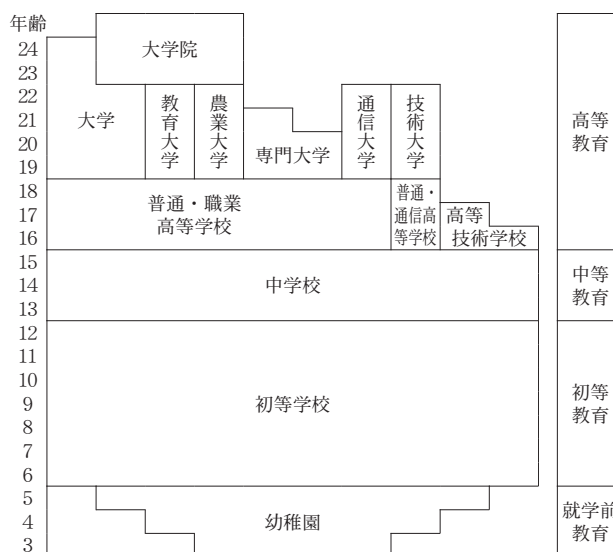 年齢
24
23
22
21
20
19
18
17
16
15
14
13
12
11
10
9
8
7
6
5
4
3
大学院
大学
教育大学
農業大学
専門大学
通信大学
技術大学
普通・職業
高等学校
普通・
通信高
等学校
高等
技術学校
中学校
初等学校
幼稚園
高等
教育
中等
教育
初等
教育
就学前
教育